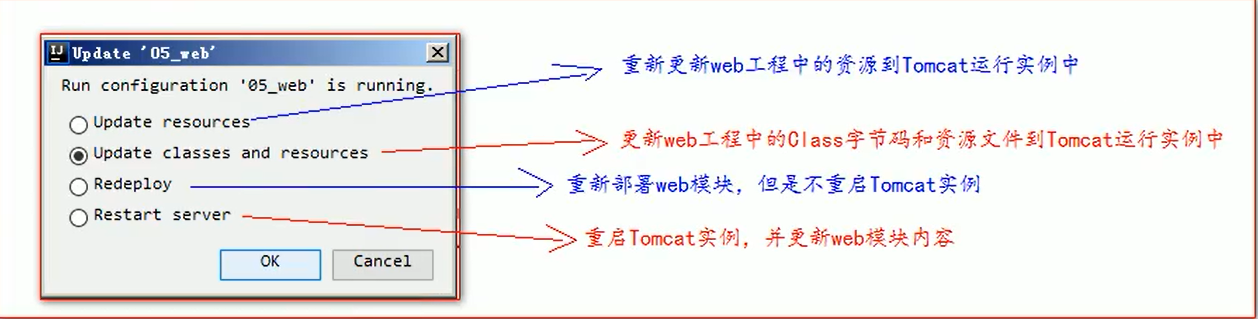 Update '05_web'
Run configuration '05_web' is running.
Update resources
重新更新web工程中的资源到Tomcat运行实例中
Update classes and resources
更新web工程中的Class字节码和资源文件到Tomcat运行实例中
Redeploy
重新部署web模块，但是不重启Tomcat实例
Restart server
重启Tomcat实例，并更新web模块内容
OK
Cancel